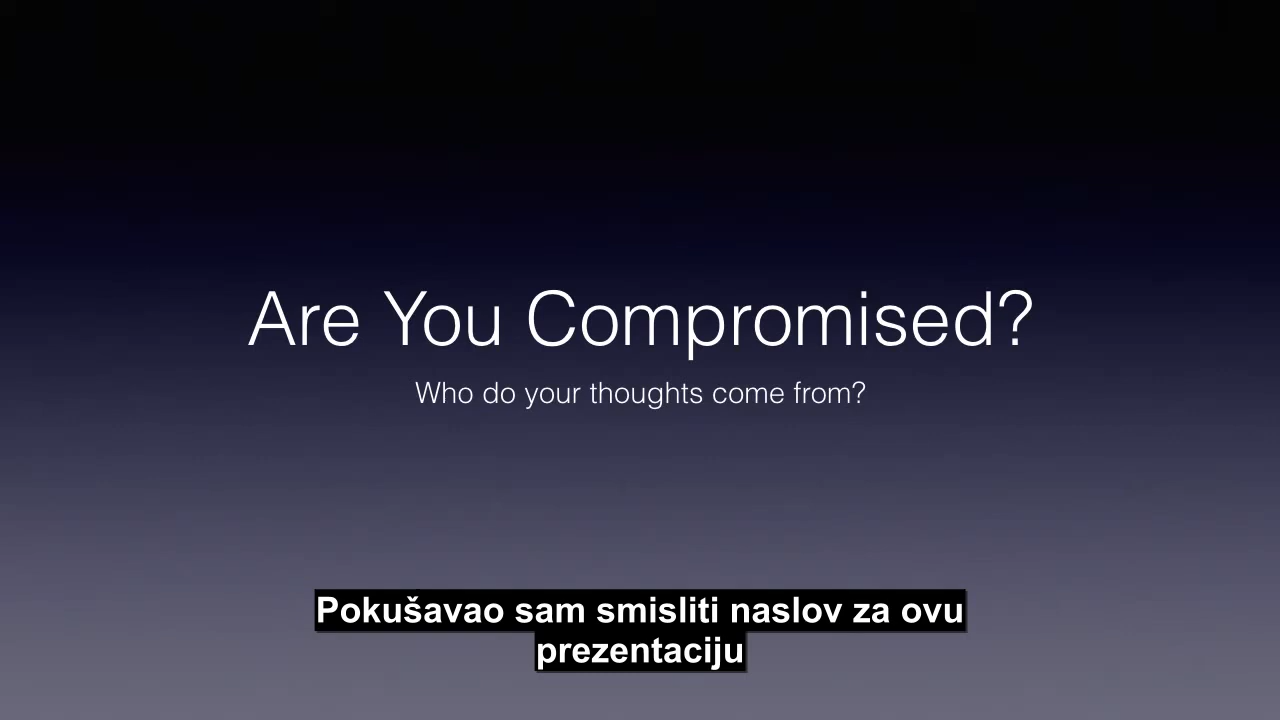 Are You Compromised?
Who do your thoughts come from?
Pokušavao sam smisliti naslov za ovu
prezentaciju